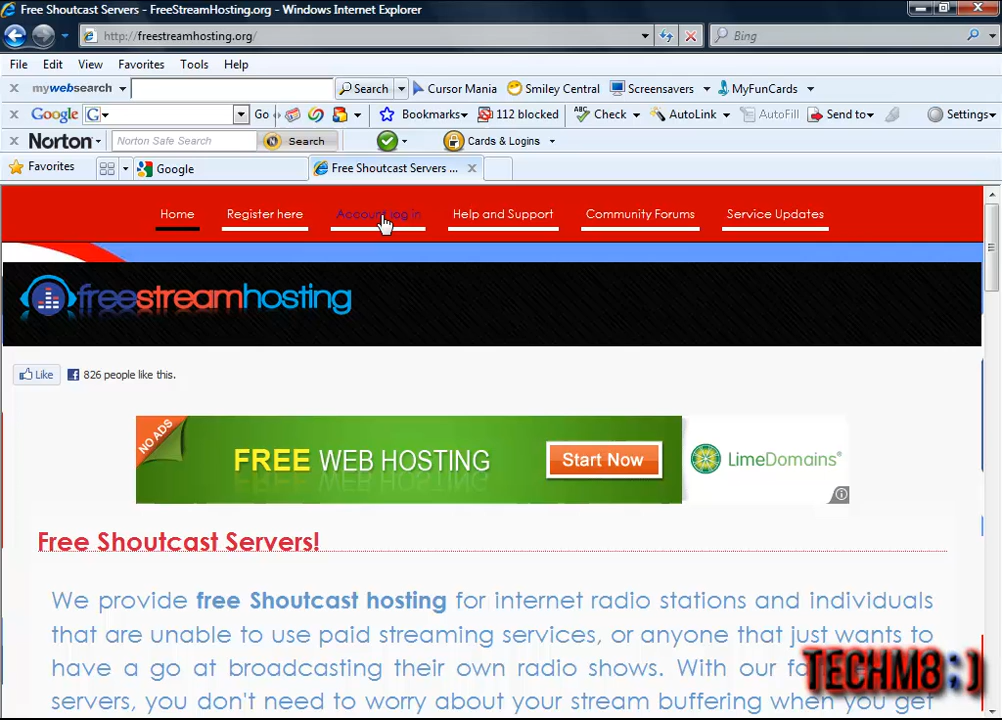 Free Shoutcast Servers - FreeStreamHosting.org - Windows Internet Explorer
http://freestreamhosting.org/
Bing
File Edit View Favorites Tools Help
mywebsearch Search Cursor Mania Smiley Central Screensavers MyFunCards
Google G Go Bookmarks 112 blocked Check AutoLink AutoFill Send to Settings
Norton Norton Safe Search Search Cards & Logins
Favorites Google Free Shoutcast Servers ...
Home Register here Account log in Help and Support Community Forums Service Updates
freestreamhosting
Like 826 people like this.
NO ADS
FREE WEB HOSTING Start Now LimeDomains
Free Shoutcast Servers!
We provide free Shoutcast hosting for internet radio stations and individuals
that are unable to use paid streaming services, or anyone that just wants to
have a go at broadcasting their own radio shows. With our
servers, you don't need to worry about your stream buffering when you get
TECHM8;)